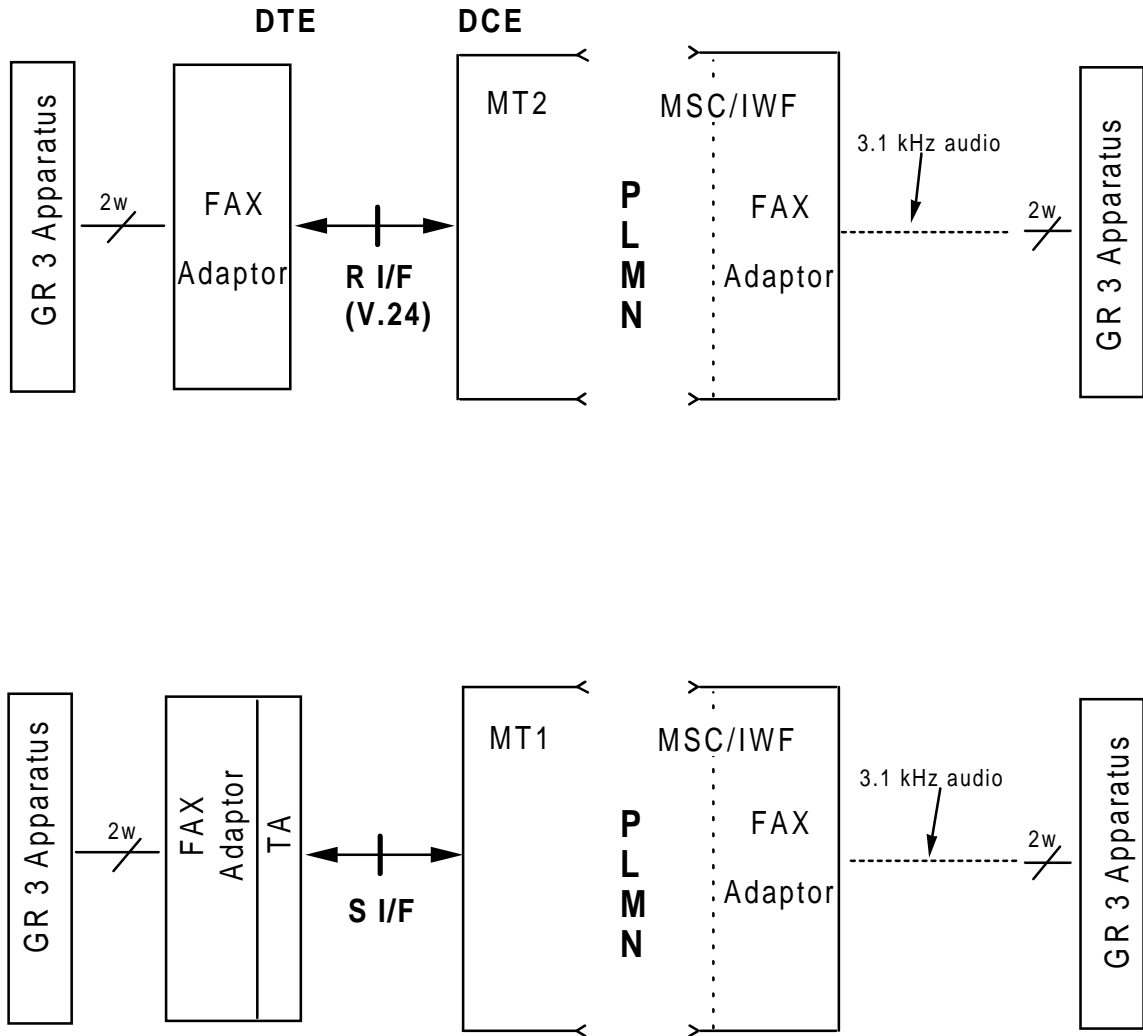 DTE DCE
GR 3 Apparatus
2w
FAX
Adaptor
R I/F
(V.24)
MT2
PLMN
MSC/IWF
FAX
Adaptor
3.1 kHz audio
2w
GR 3 Apparatus
GR 3 Apparatus
2w
FAX
Adaptor
TA
S I/F
MT1
PLMN
MSC/IWF
FAX
Adaptor
3.1 kHz audio
2w
GR 3 Apparatus